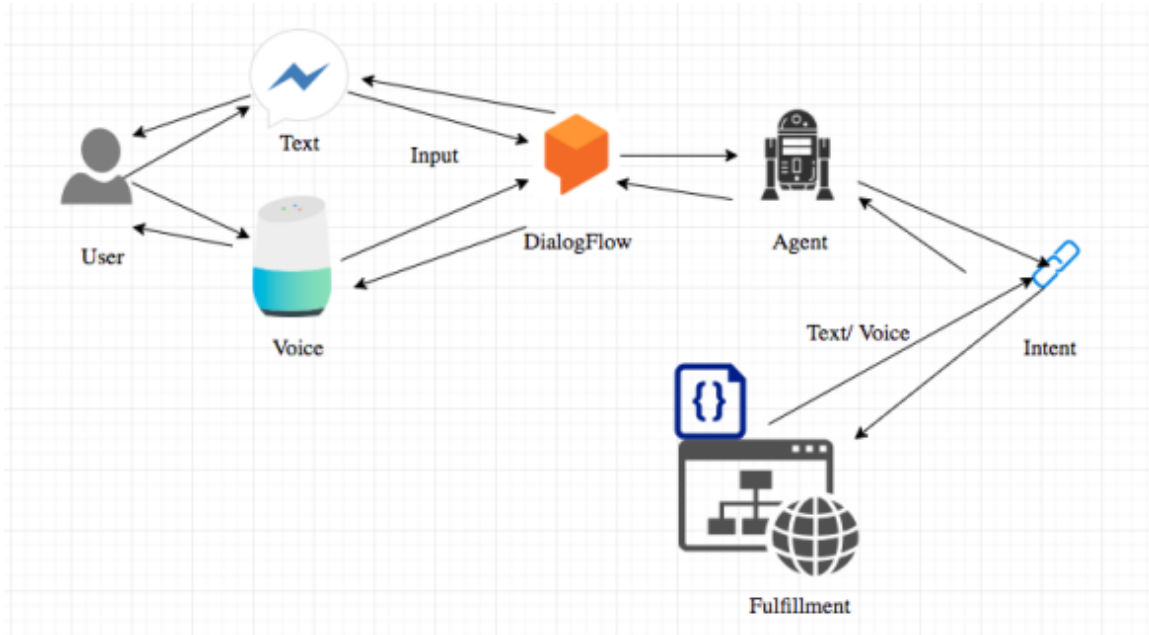 Text
Input
User
DialogFlow
Agent
Voice
Text/ Voice
Intent
{}
Fulfillment